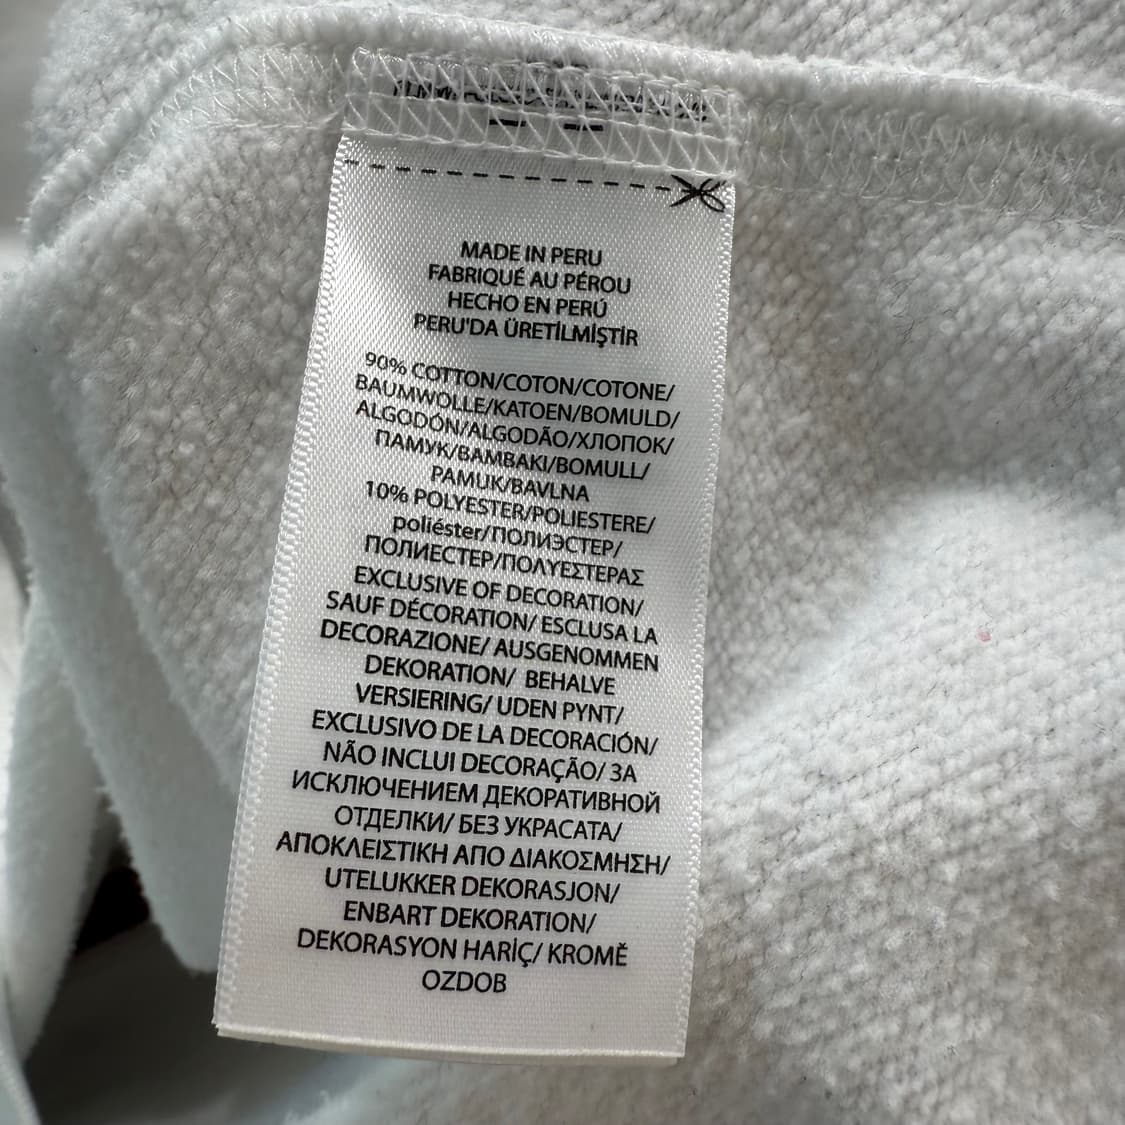 MADE IN PERU
FABRIQUÉ AU PÉROU
HECHO EN PERÚ
PERU'DA ÜRETİLMİŞTİR
90% COTTON/COTON/COTONE/
BAUMWOLLE/KATOEN/BOMULD/
ALGODÓN/ALGODÃO/ХЛОПОК/
ПАМУК/ΒΑΜΒΑΚΙ/BOMULL/
PAMUK/BAVLNA
10% POLYESTER/POLIESTERE/
poliéster/ПОЛИЭСТЕР/
ПОЛИЕСТЕР/ΠΟΛΥΕΣΤΕΡΑΣ
EXCLUSIVE OF DECORATION/
SAUF DÉCORATION/ ESCLUSA LA
DECORAZIONE/ AUSGENOMMEN
DEKORATION/ BEHALVE
VERSIERING/ UDEN PYNT/
EXCLUSIVO DE LA DECORACIÓN/
NÃO INCLUI DECORAÇÃO/ ЗА
ИСКЛЮЧЕНИЕМ ДЕКОРАТИВНОЙ
ОТДЕЛКИ/ БЕЗ УКРАСАТА/
ΑΠΟΚΛΕΙΣΤΙΚΗ ΑΠΟ ΔΙΑΚΟΣΜΗΣΗ/
UTELUKKER DEKORASJON/
ENBART DEKORATION/
DEKORASYON HARİÇ/ KROMĚ
OZDOB